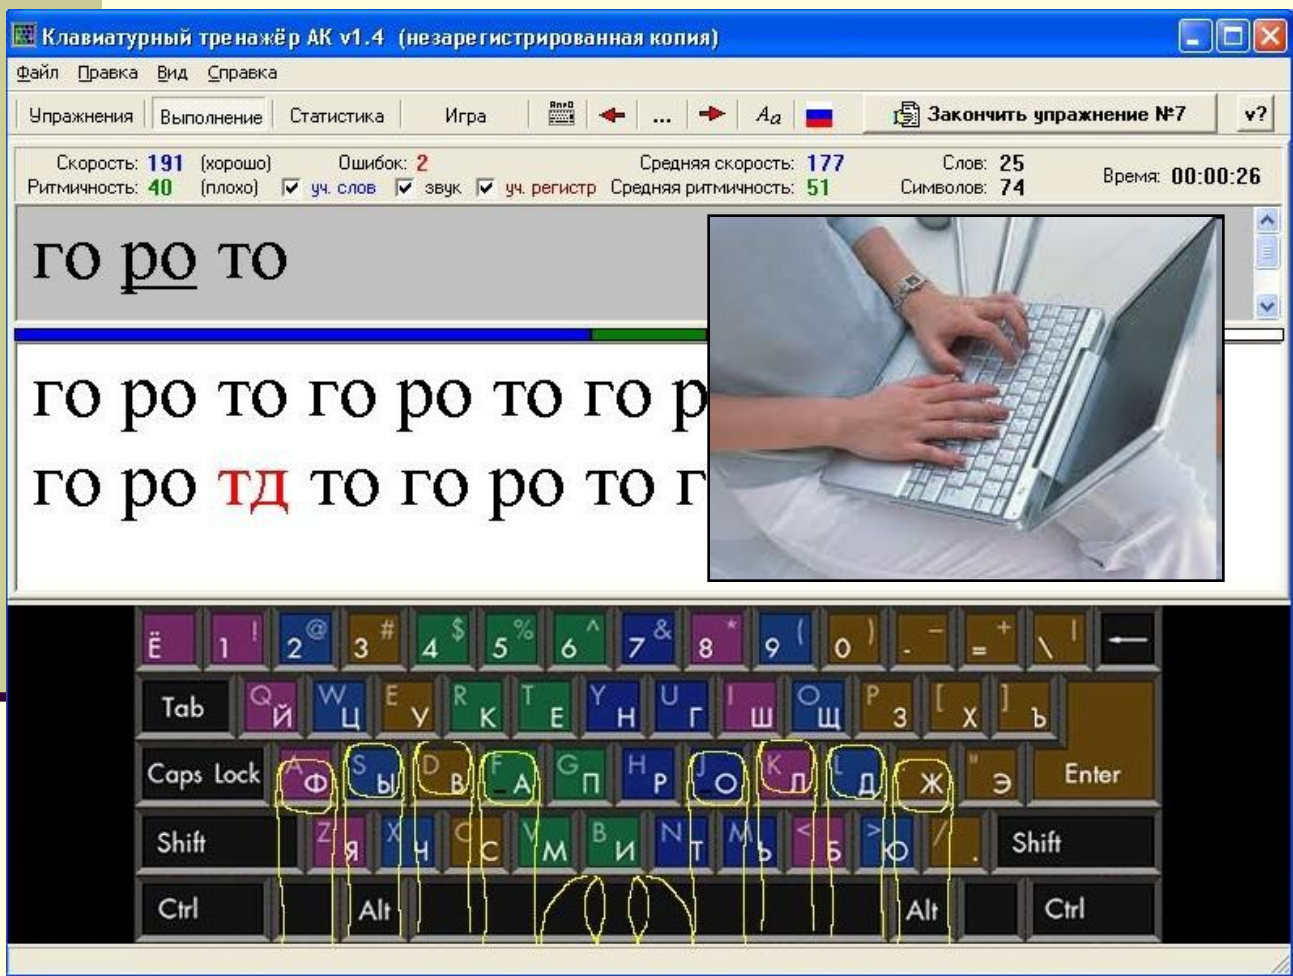 Клавиатурный тренажёр АК v1.4 (незарегистрированная копия)
Файл Правка Вид Справка
Упражнения Выполнение Статистика Игра ... Aa Закончить упражнение №7 v?
Скорость: 191 (хорошо) Ошибок: 2 Средняя скорость: 177 Слов: 25
Ритмичность: 40 (плохо) уч. слов звук уч. регистр Средняя ритмичность: 51 Символов: 74 Время: 00:00:26
го ро то
го ро то го ро то го р
го ро тд то го ро то г
Ё 1 ! 2 @ 3 # 4 $ 5 % 6 ^ 7 & 8 * 9 ( 0 ) - _ = + \ |
Tab Q Й W Ц E У R К T Е Y Н U Г I Ш O Щ P З [ Х ] Ъ
Caps Lock A Ф S Ы D В F А G П H Р J О K Л L Д Ж " Э Enter
Shift Z Я X Ч C С V М B И N Т M Ь < Б > Ю / . Shift
Ctrl Alt Alt Ctrl